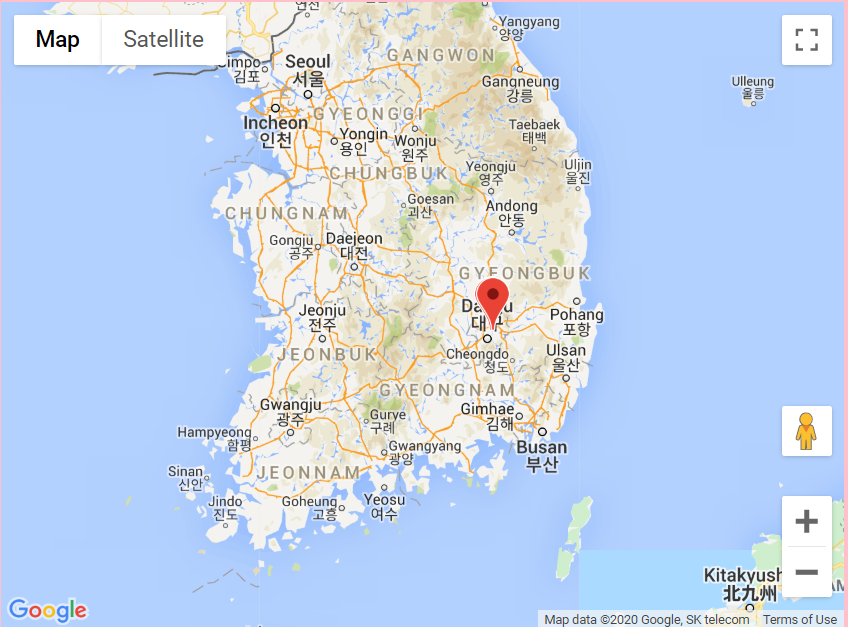 Map
Satellite
연천
Yangyang
양양
GANGWON
Gimpo
김포
Seoul
서울
Gangneung
강릉
Ulleung
울릉
GYEONGGI
Incheon
인천
Yongin
용인
Wonju
원주
Taebaek
태백
CHUNGBUK
Yeongju
영주
Uljin
울진
Goesan
괴산
Andong
안동
CHUNGNAM
Gongju
공주
Daejeon
대전
GYEONGBUK
Jeonju
전주
Pohang
포항
JEONBUK
Cheongdo
청도
Ulsan
울산
GYEONGNAM
Gwangju
광주
Gurye
구례
Gimhae
김해
Hampyeong
함평
Gwangyang
광양
Busan
부산
Sinan
신안
JEONNAM
Jindo
진도
Goheung
고흥
Yeosu
여수
Kitakyush
北九州
Google
Map data ©2020 Google, SK telecom
Terms of Use